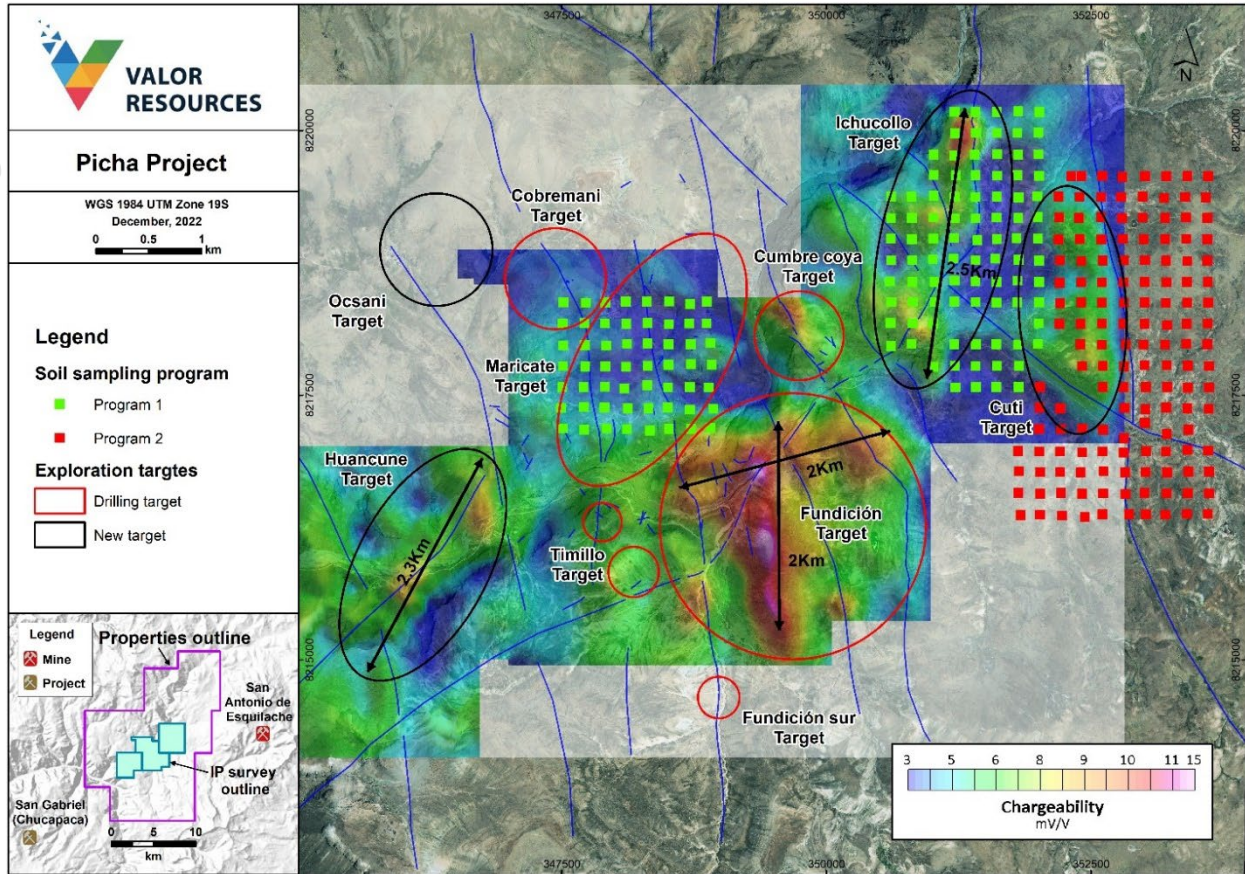 VALOR
RESOURCES
Picha Project
WGS 1984 UTM Zone 19S
December, 2022
0 0.5 1
km
Legend
Soil sampling program
Program 1
Program 2
Exploration targtes
Drilling target
New target
Legend
Mine
Project
Properties outline
San
Antonio de
Esquilache
IP survey
outline
San Gabriel
(Chucapaca)
0 5 10
km
347500
350000
352500
N
8220000
8220000
Ichucollo
Target
Cobremani
Target
Cumbre coya
Target
2.5Km
Ocsani
Target
Maricate
Target
8217500
8217500
Cuti
Target
Huancune
Target
2Km
Fundición
Target
2.3Km
Timillo
Target
2Km
8215000
8215000
Fundición sur
Target
3 5 6 8 9 10 11 15
Chargeability
mV/V
347500
350000
352500